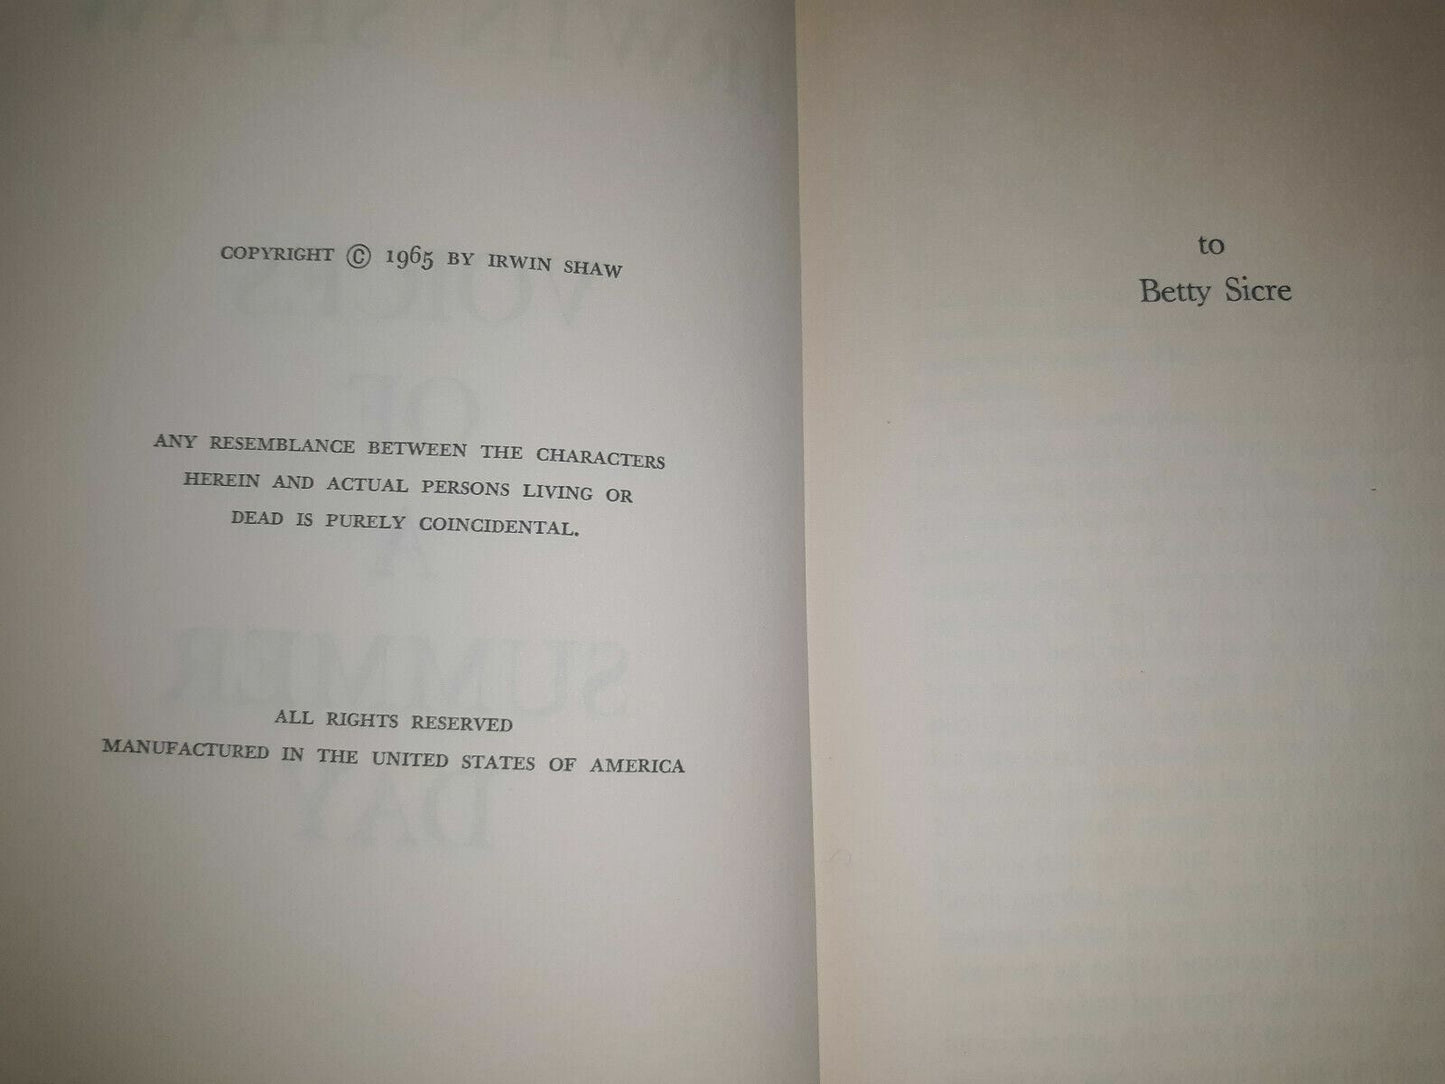 COPYRIGHT © 1965 BY IRWIN SHAW
ANY RESEMBLANCE BETWEEN THE CHARACTERS
HEREIN AND ACTUAL PERSONS LIVING OR
DEAD IS PURELY COINCIDENTAL.
ALL RIGHTS RESERVED
MANUFACTURED IN THE UNITED STATES OF AMERICA
to
Betty Sicre